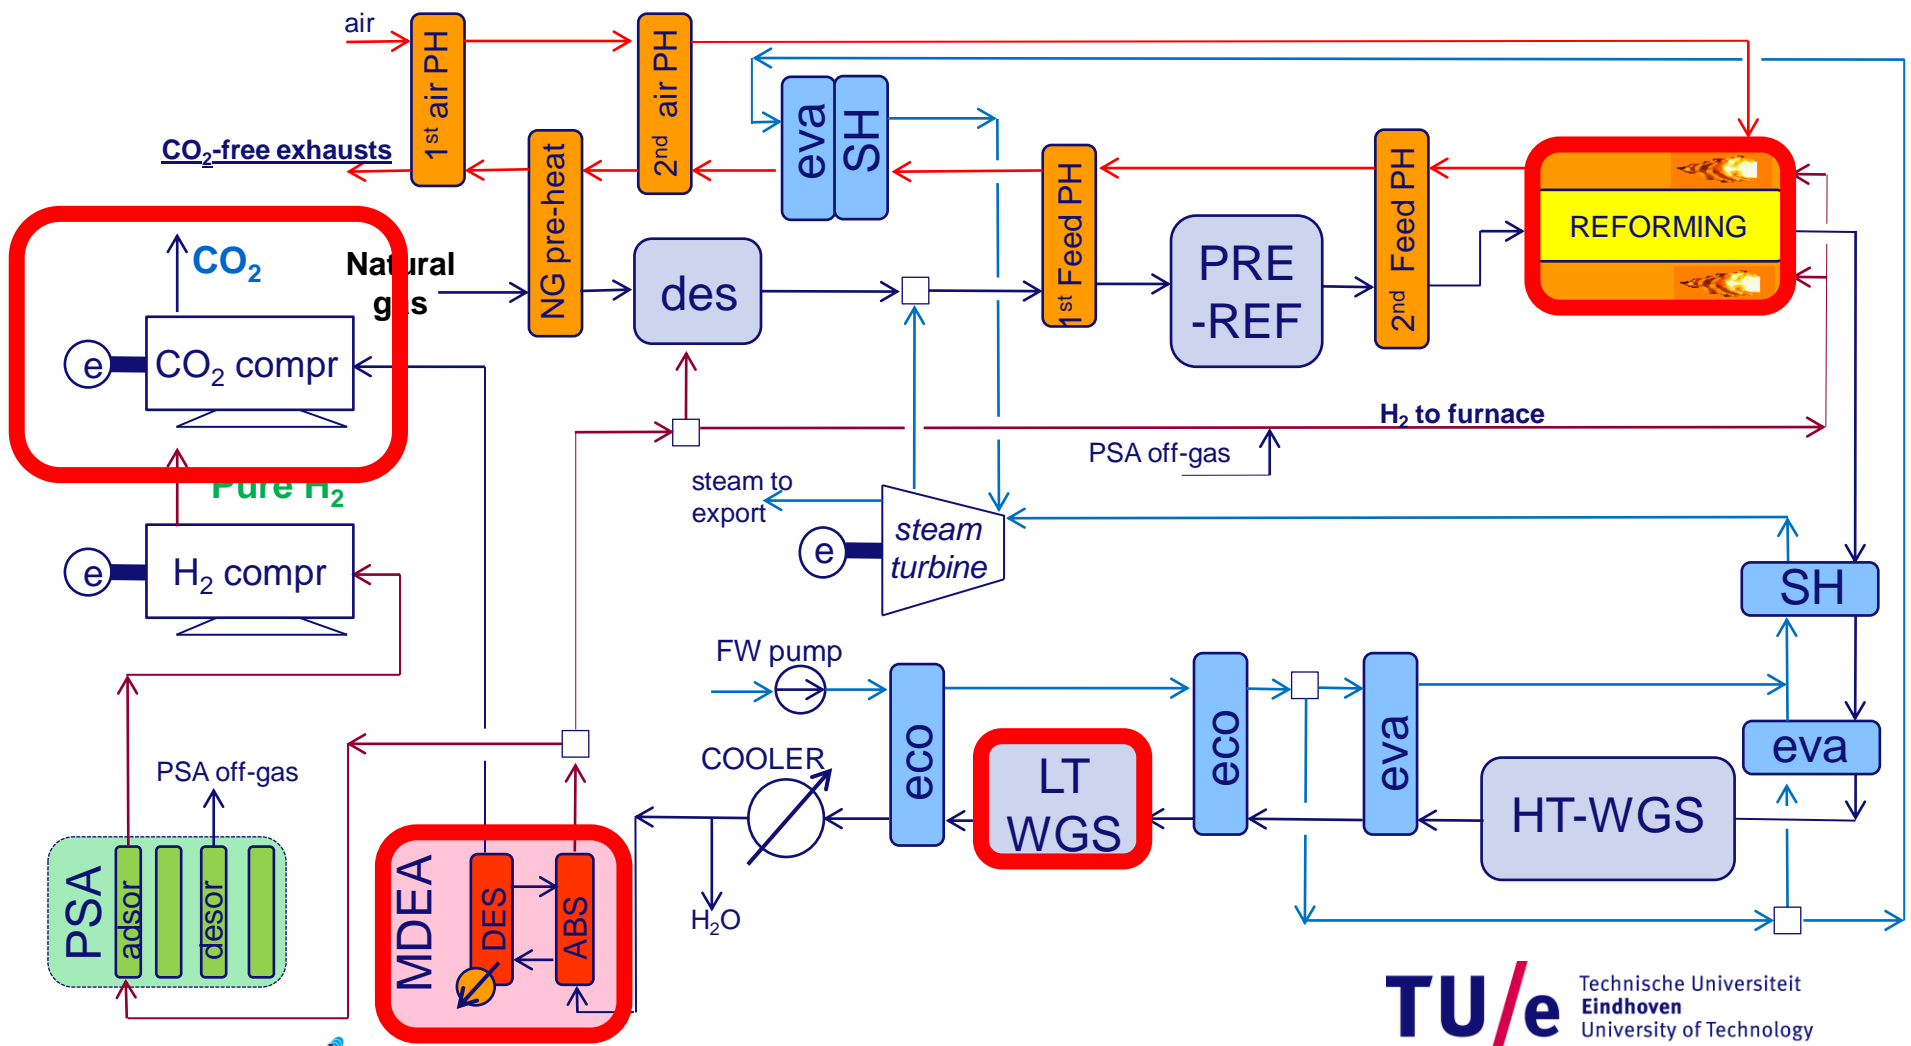 air
1st air PH
2nd air PH
eva
SH
CO2-free exhausts
NG pre-heat
1st Feed PH
2nd Feed PH
REFORMING
PRE
-REF
CO2
Natural
gas
des
CO2 compr
e
H2 to furnace
PSA off-gas
Pure H2
steam to
export
steam
turbine
e
H2 compr
e
SH
FW pump
eco
eco
eva
eva
COOLER
LT
WGS
HT-WGS
PSA off-gas
PSA
adsor
desor
MDEA
DES
ABS
H2O
TU/e
Technische Universiteit
Eindhoven
University of Technology